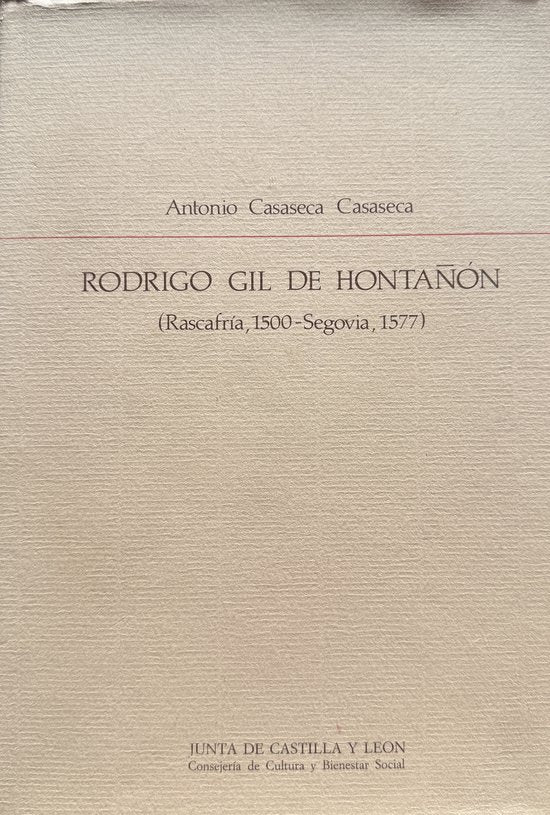 Antonio Casaseca Casaseca
RODRIGO GIL DE HONTAÑÓN
(Rascafría, 1500-Segovia, 1577)
JUNTA DE CASTILLA Y LEON
Consejería de Cultura y Bienestar Social